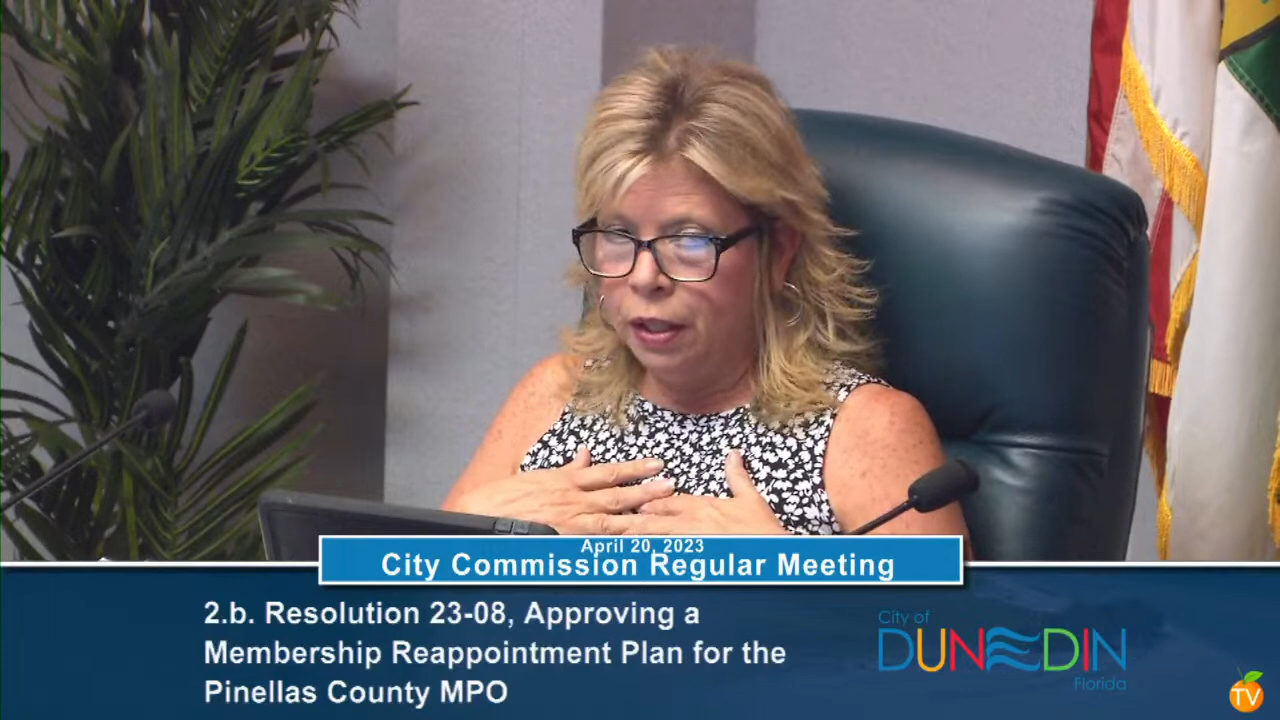 April 20, 2023
City Commission Regular Meeting
2.b. Resolution 23-08, Approving a
Membership Reappointment Plan for the
Pinellas County MPO
City of
DUNEDIN
Florida
TV